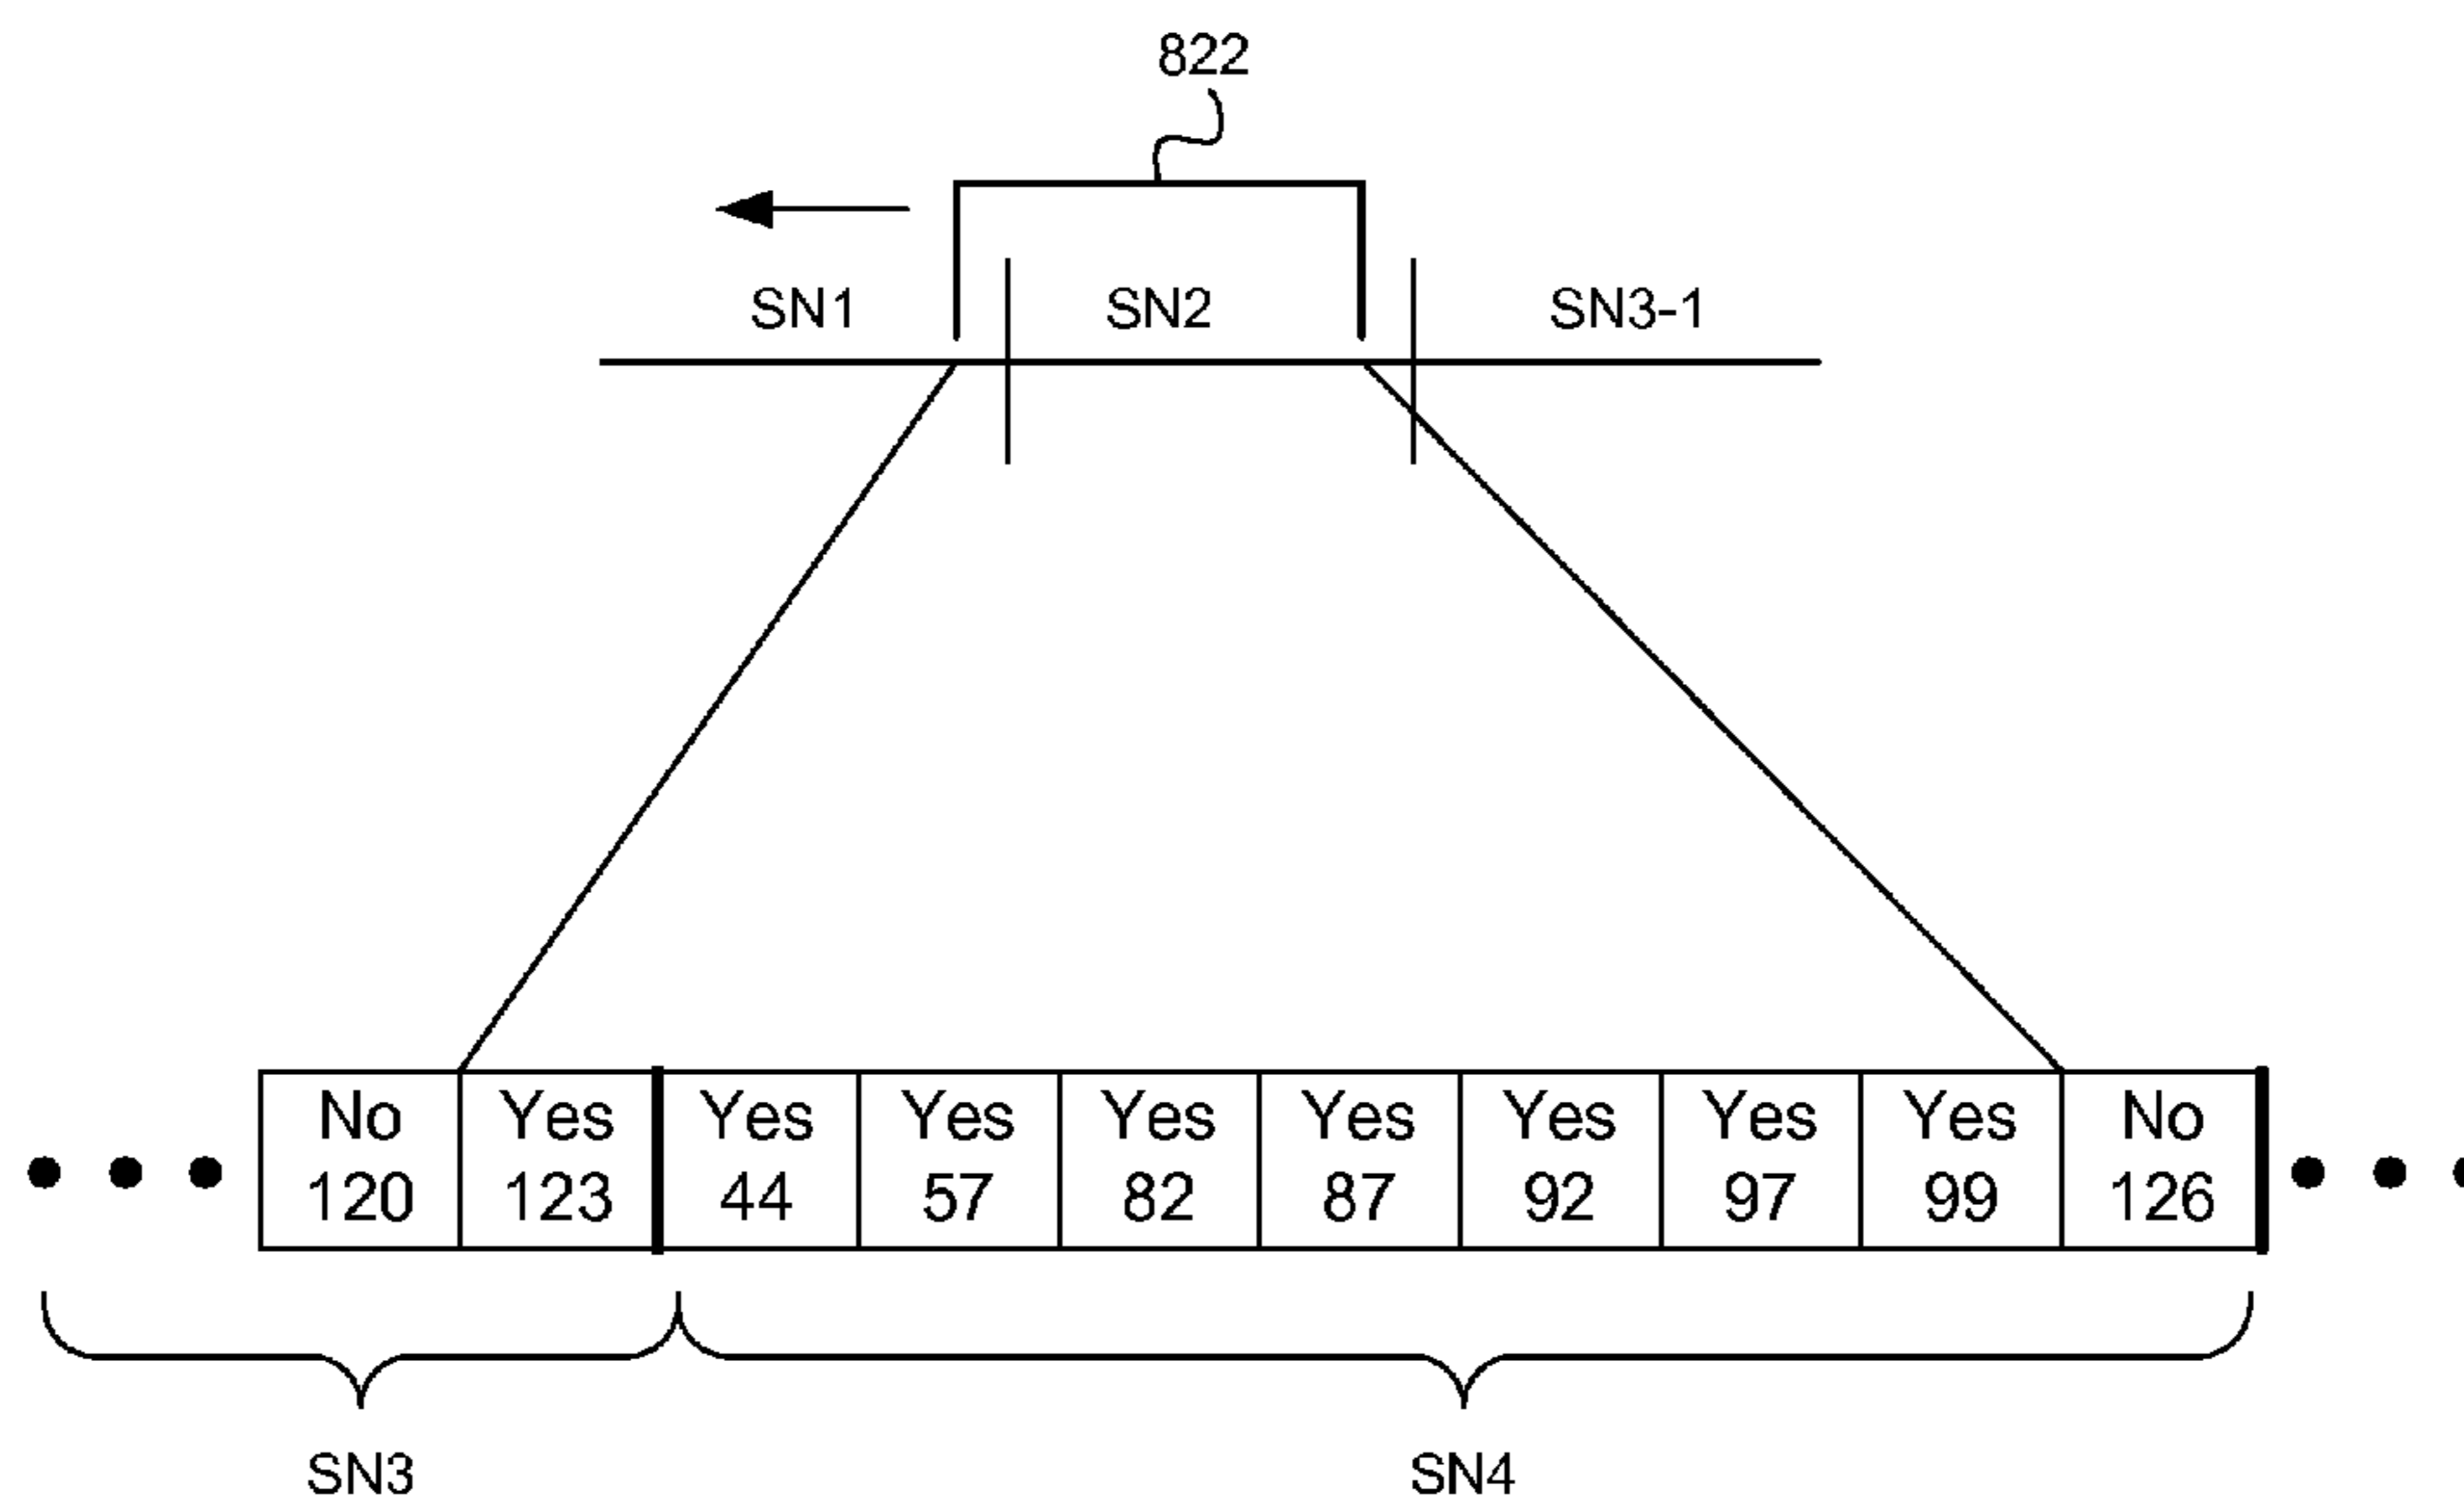 822
SN1 SN2 SN3-1
No Yes Yes Yes Yes Yes Yes Yes Yes No
120 123 44 57 82 87 92 97 99 126
SN3 SN4